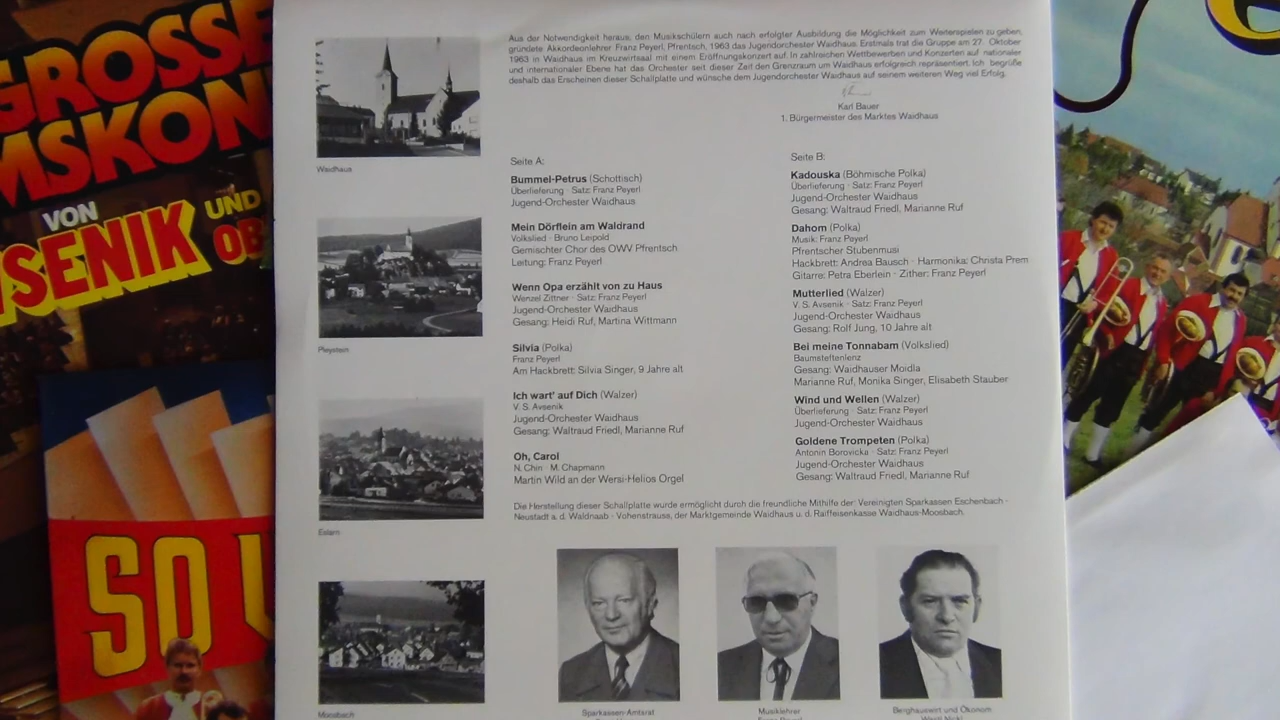 GROSSE
MSKON
VON
SENIK UND
OB
SO
Aus der Notwendigkeit heraus, den Musikschülern auch nach erfolgter Ausbildung die Möglichkeit zum Weiterspielen zu geben,
gründete Akkordeonlehrer Franz Peyerl, Pfrentsch, 1963 das Jugendorchester Waidhaus. Erstmals trat die Gruppe am 27. Oktober
1963 in Waidhaus im Kreuzwirtsaal mit einem Eröffnungskonzert auf. In zahlreichen Wettbewerben und Konzerten auf nationaler
und internationaler Ebene hat das Orchester seit dieser Zeit den Grenzraum um Waidhaus erfolgreich repräsentiert. Ich begrüße
deshalb das Erscheinen dieser Schallplatte und wünsche dem Jugendorchester Waidhaus auf seinem weiteren Weg viel Erfolg.
Karl Bauer
1. Bürgermeister des Marktes Waidhaus
Waidhaus
Pleystein
Eslarn
Moosbach
Seite A:
Bummel-Petrus (Schottisch)
Überlieferung · Satz: Franz Peyerl
Jugend-Orchester Waidhaus
Mein Dörflein am Waldrand
Volkslied · Bruno Leipold
Gemischter Chor des OWV Pfrentsch
Leitung: Franz Peyerl
Wenn Opa erzählt von zu Haus
Wenzel Zittner · Satz: Franz Peyerl
Jugend-Orchester Waidhaus
Gesang: Heidi Ruf, Martina Wittmann
Silvia (Polka)
Franz Peyerl
Am Hackbrett: Silvia Singer, 9 Jahre alt
Ich wart' auf Dich (Walzer)
V. S. Avsenik
Jugend-Orchester Waidhaus
Gesang: Waltraud Friedl, Marianne Ruf
Oh, Carol
N. Chin · M. Chapmann
Martin Wild an der Wersi-Helios Orgel
Seite B:
Kadouska (Böhmische Polka)
Überlieferung · Satz: Franz Peyerl
Jugend-Orchester Waidhaus
Gesang: Waltraud Friedl, Marianne Ruf
Dahom (Polka)
Musik: Franz Peyerl
Pfrentscher Stubenmusi
Hackbrett: Andrea Bausch · Harmonika: Christa Prem
Gitarre: Petra Eberlein · Zither: Franz Peyerl
Mutterlied (Walzer)
V. S. Avsenik · Satz: Franz Peyerl
Jugend-Orchester Waidhaus
Gesang: Rolf Jung, 10 Jahre alt
Bei meine Tonnabam (Volkslied)
Baumsteftenlenz
Gesang: Waidhauser Moidla
Marianne Ruf, Monika Singer, Elisabeth Stauber
Wind und Wellen (Walzer)
Überlieferung · Satz: Franz Peyerl
Jugend-Orchester Waidhaus
Goldene Trompeten (Polka)
Antonin Borovicka · Satz: Franz Peyerl
Jugend-Orchester Waidhaus
Gesang: Waltraud Friedl, Marianne Ruf
Die Herstellung dieser Schallplatte wurde ermöglicht durch die freundliche Mithilfe der: Vereinigten Sparkassen Eschenbach -
Neustadt a. d. Waldnaab - Vohenstrauss, der Marktgemeinde Waidhaus u. d. Raiffeisenkasse Waidhaus-Moosbach.
Sparkassen-Amtsrat
Musiklehrer
Franz Peyerl
Berghauswirt und Ökonom